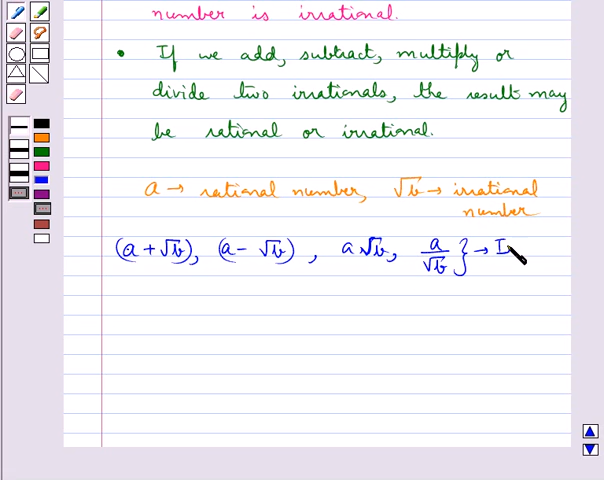 number is irrational.
• If we add, subtract, multiply or
divide two irrationals, the result may
be rational or irrational.
a → rational number, √b → irrational
number
(a + √b), (a - √b), a√b, a/√b } → I